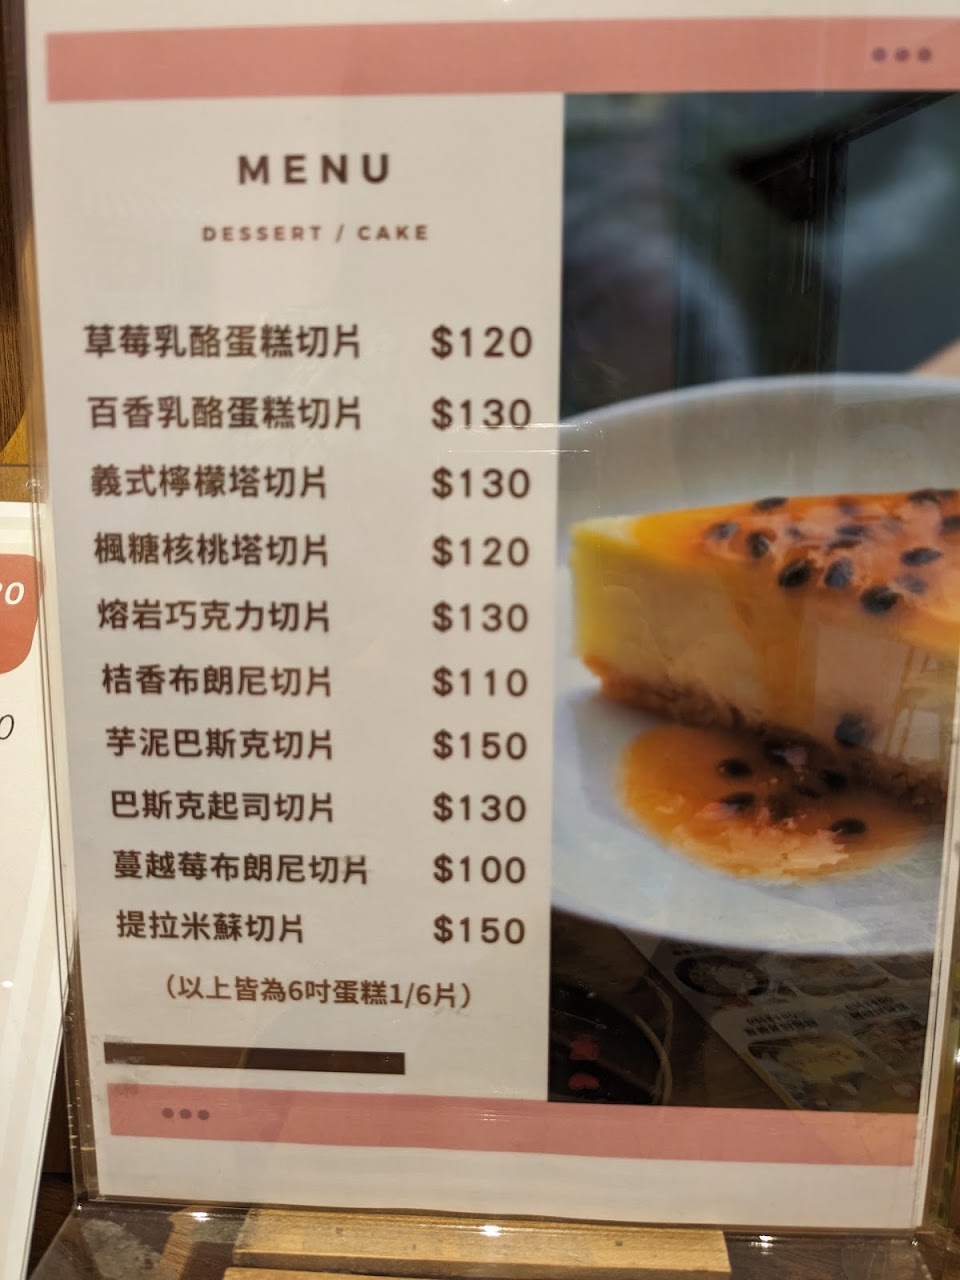 MENU
DESSERT / CAKE
草莓乳酪蛋糕切片 $120
百香乳酪蛋糕切片 $130
義式檸檬塔切片 $130
楓糖核桃塔切片 $120
熔岩巧克力切片 $130
桔香布朗尼切片 $110
芋泥巴斯克切片 $150
巴斯克起司切片 $130
蔓越莓布朗尼切片 $100
提拉米蘇切片 $150
（以上皆為6吋蛋糕1/6片）